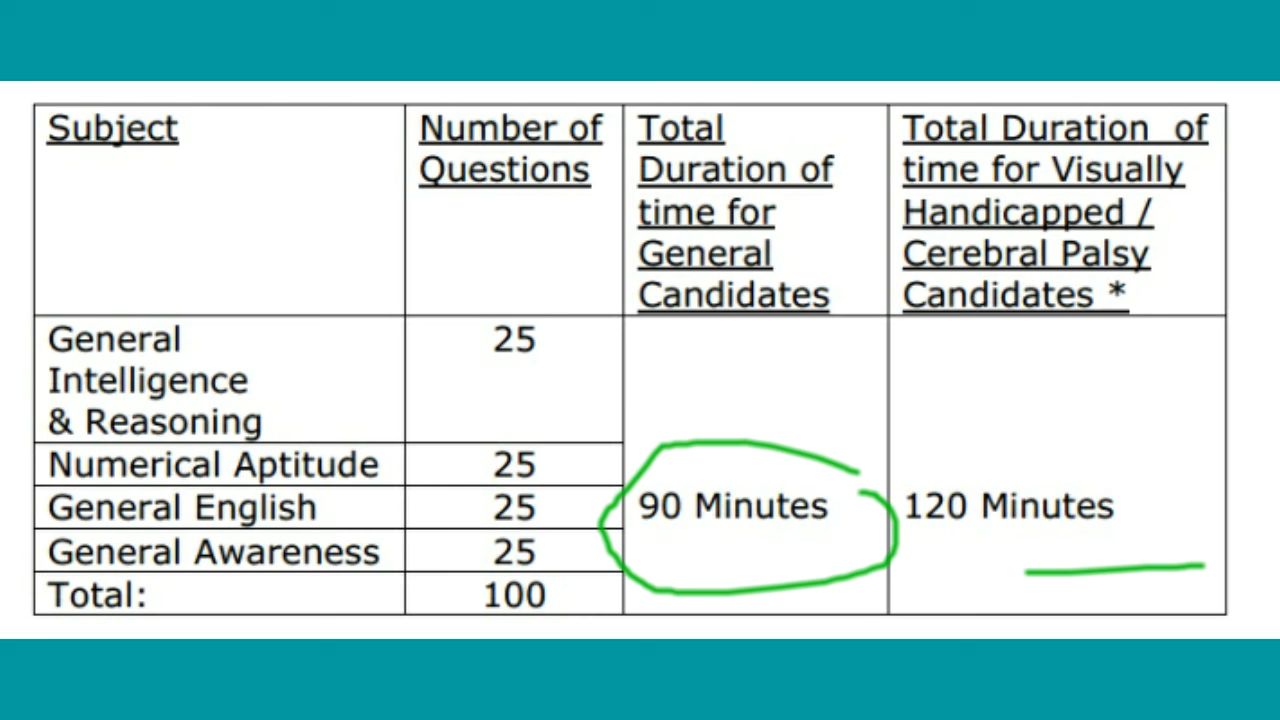 Subject
Number of
Questions
Total
Duration of
time for
General
Candidates
Total Duration of
time for Visually
Handicapped /
Cerebral Palsy
Candidates *
General
Intelligence
& Reasoning
25
Numerical Aptitude
25
General English
25
90 Minutes
120 Minutes
General Awareness
25
Total:
100